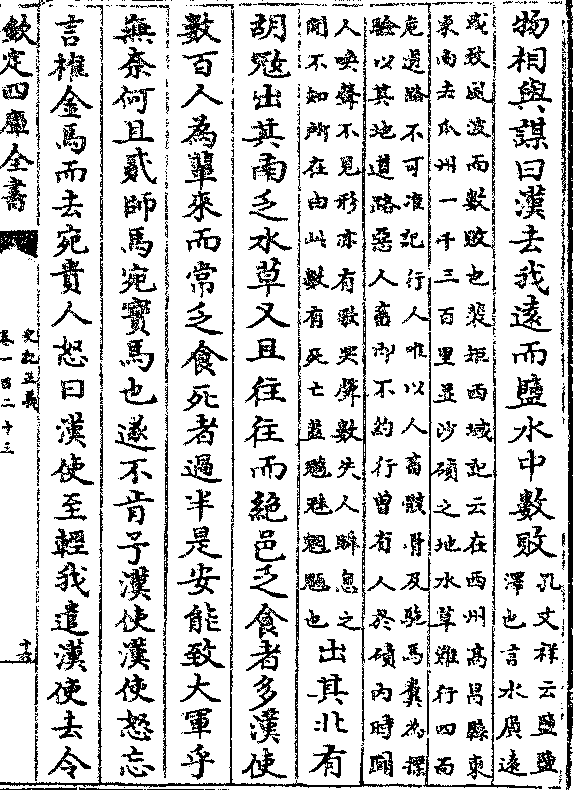 物相與謀曰漢去我遠而鹽水中數敗
孔文祥云鹽鹽
澤也言水廣遠
或致風波而數敗也裴矩西域記云在西州高昌縣東
東南去瓜州一千三百里並沙磧之地水草難行四面
危道路不可准記行人唯以人畜骸骨及駞馬糞為標
驗以其地道路惡人畜即不約行曾有人於磧内時聞
人喚聲不見形亦有歌哭聲數失人瞬息之
間不知所在由此數有死亡蓋魑魅魍魎也
出其北有
胡冦出其南乏水草又且往往而絶邑乏食者多漢使
數百人為輩來而常乏食死者過半是安能致大軍乎
無奈何且貳師馬宛寳馬也遂不肯予漢使漢使怒忘
言椎金馬而去宛貴人怒曰漢使至輕我遣漢使去令
欽定四庫全書
史記正義
卷一百二十三
十六